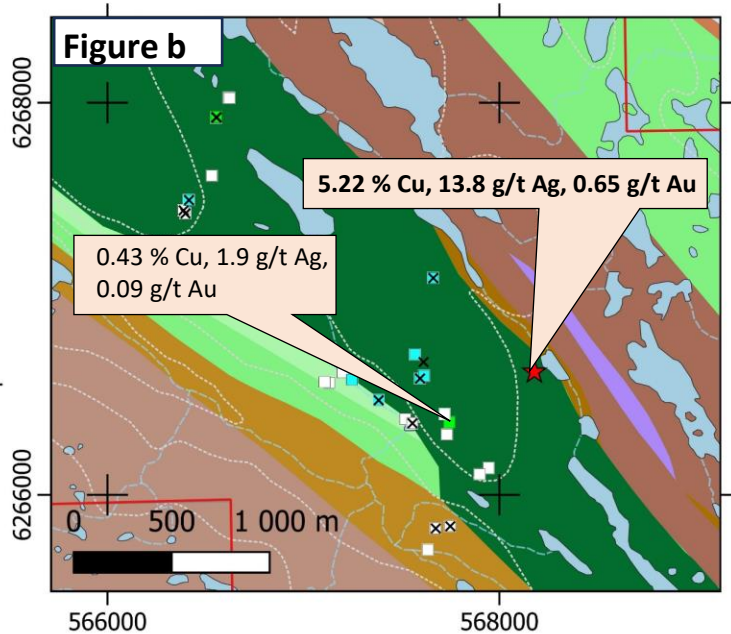 Figure b
6268000
5.22 % Cu, 13.8 g/t Ag, 0.65 g/t Au
0.43 % Cu, 1.9 g/t Ag,
0.09 g/t Au
6266000
0 500 1 000 m
566000 568000